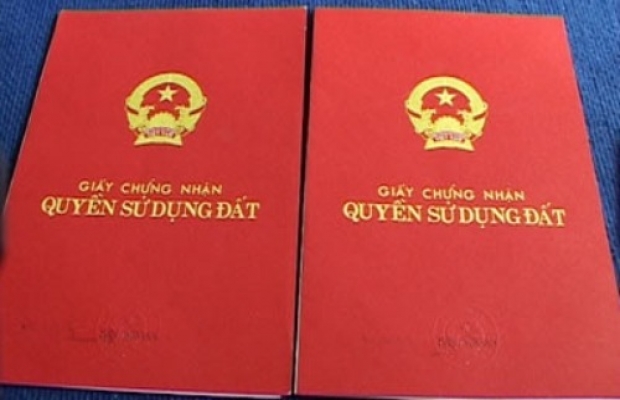 GIẤY CHỨNG NHẬN
QUYỀN SỬ DỤNG ĐẤT
GIẤY CHỨNG NHẬN
QUYỀN SỬ DỤNG ĐẤT